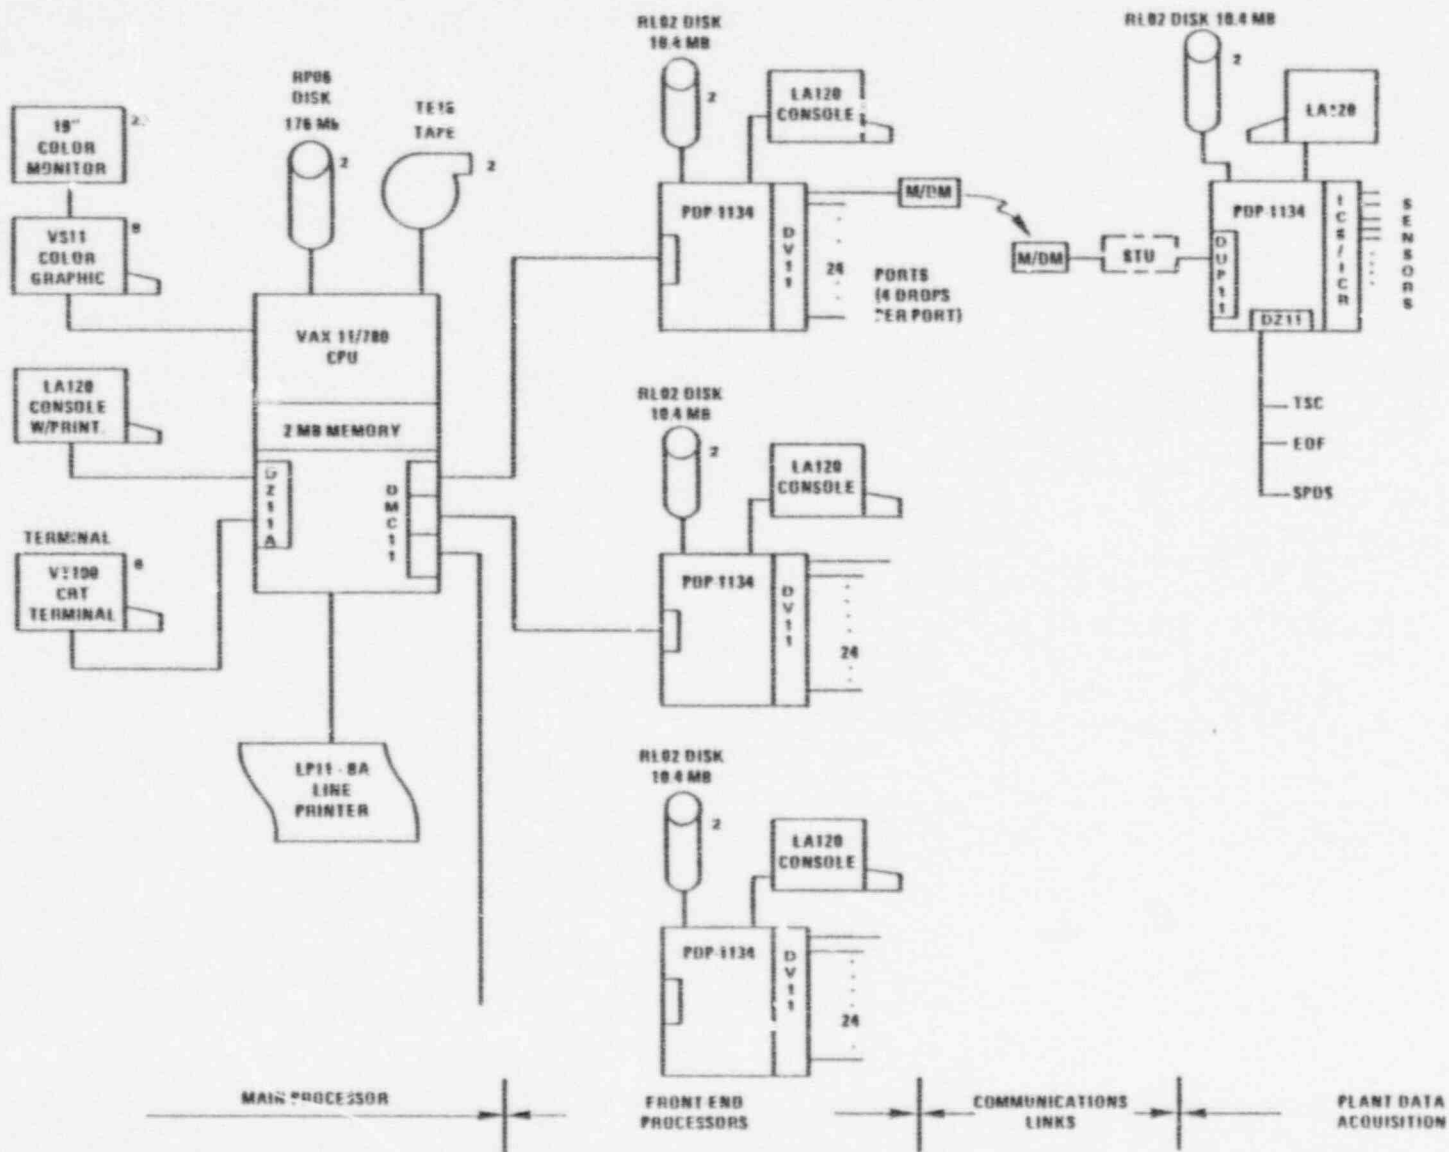 RP06
DISK
176 Mb
2
TE16
TAPE
2
19"
COLOR
MONITOR
2
VS11
COLOR
GRAPHIC
8
VAX 11/780
CPU
2 MB MEMORY
LA120
CONSOLE
W/PRINT.
DZ11A
DMC11
TERMINAL
VT100
CRT
TERMINAL
LP11-BA
LINE
PRINTER
RL02 DISK
10.4 MB
2
LA120
CONSOLE
PDP-1134
DV11
24
PORTS
(4 DROPS
PER PORT)
M/DM
M/DM
STU
RL02 DISK 10.4 MB
2
LA120
PDP-1134
DUP11
DZ11
SENSORS
TSC
EOF
SPDS
RL02 DISK
10.4 MB
2
LA120
CONSOLE
PDP-1134
DV11
24
RL02 DISK
10.4 MB
2
LA120
CONSOLE
PDP-1134
DV11
24
MAIN PROCESSOR
FRONT END
PROCESSORS
COMMUNICATIONS
LINKS
PLANT DATA
ACQUISITION